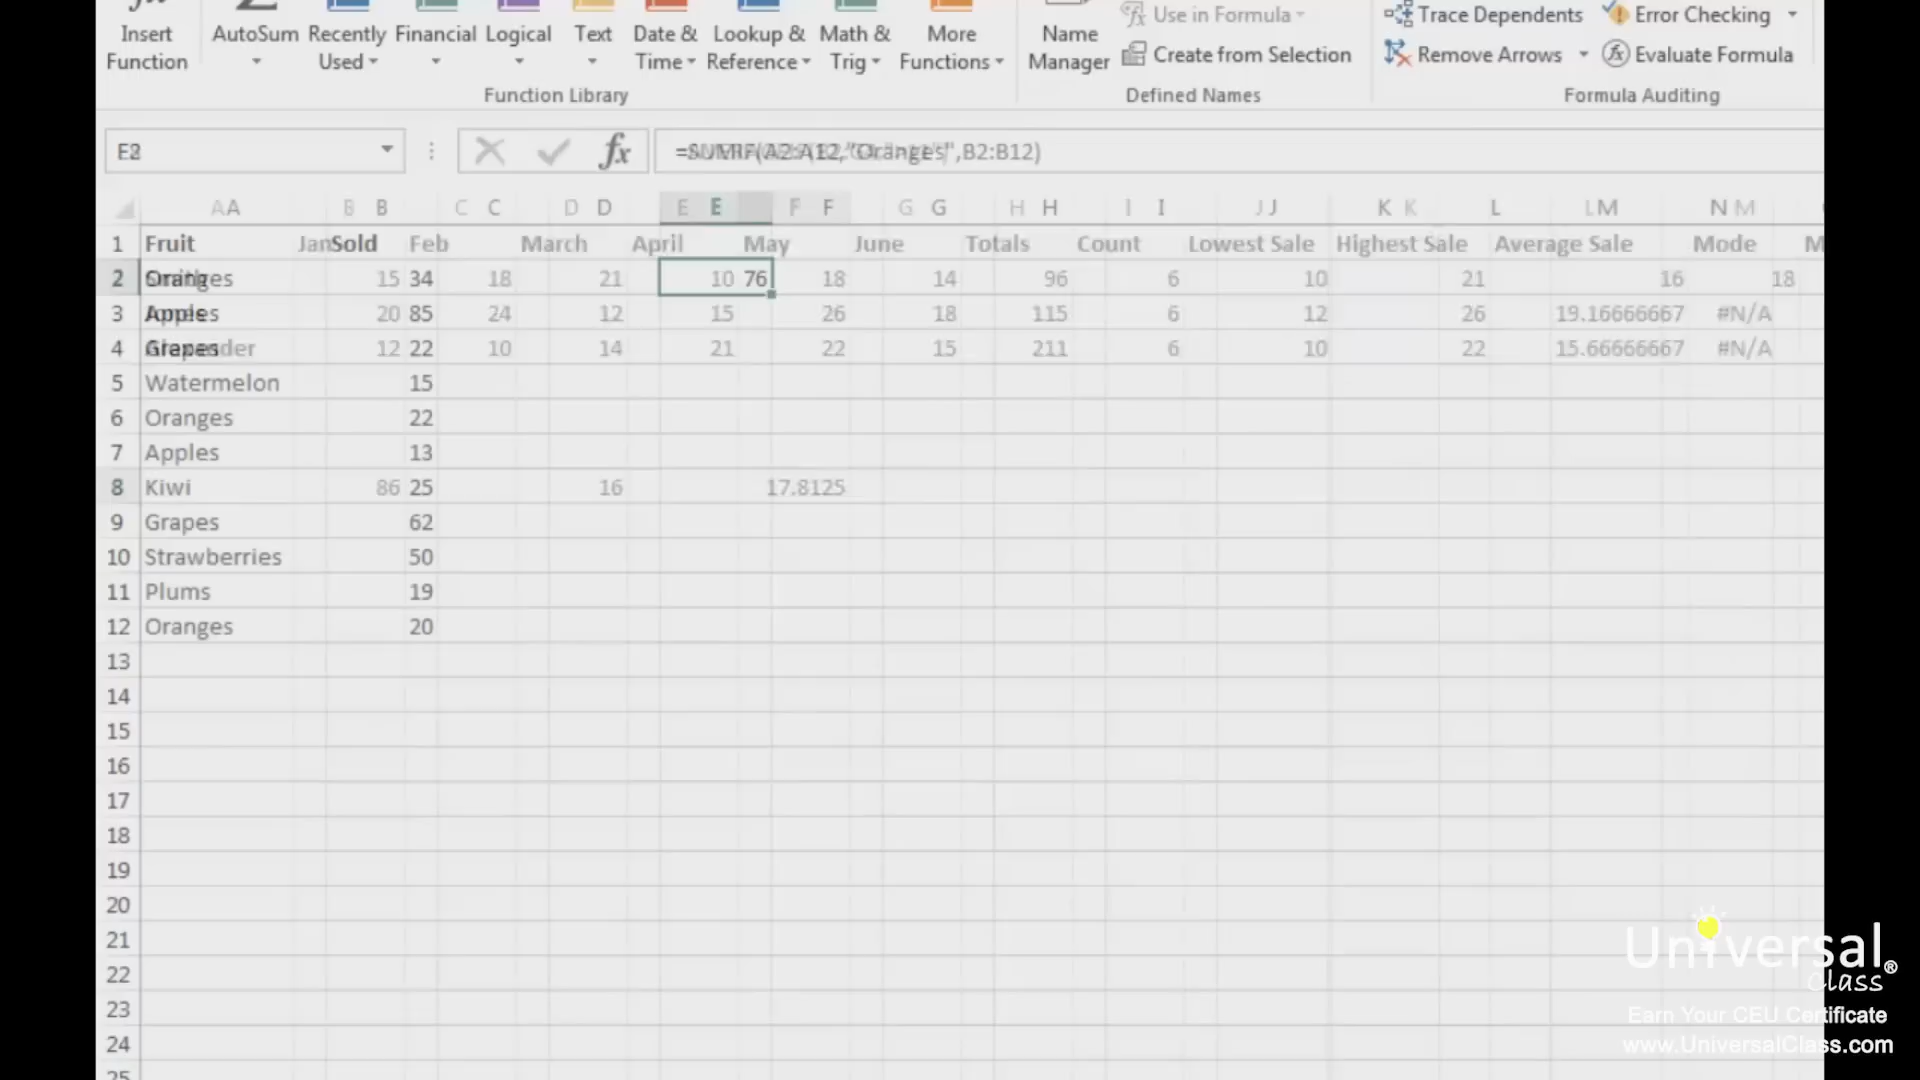 Insert Function
AutoSum
Recently Used
Financial
Logical
Text
Date & Time
Lookup & Reference
Math & Trig
More Functions
Function Library
Name Manager
Use in Formula
Create from Selection
Defined Names
Trace Dependents
Remove Arrows
Error Checking
Evaluate Formula
Formula Auditing
fx ,B2:B12)
A A B B C C D D E E F F G G H H I I J J K K L L M N M
1 Fruit Jan Sold Feb March April May June Totals Count Lowest Sale Highest Sale Average Sale Mode M
2 Oranges 15 34 18 21 10 76 18 14 96 6 10 21 16 18
3 Apples 20 85 24 12 15 26 18 115 6 12 26 19.16666667 #N/A
4 Grapes 12 22 10 14 21 22 15 211 6 10 22 15.66666667 #N/A
5 Watermelon 15
6 Oranges 22
7 Apples 13
8 Kiwi 86 25 16 17.8125
9 Grapes 62
10 Strawberries 50
11 Plums 19
12 Oranges 20
13
14
15
16
17
18
19
20
21
22
23
24
25
Universal® Class
Earn Your CEU Certificate
www.UniversalClass.com